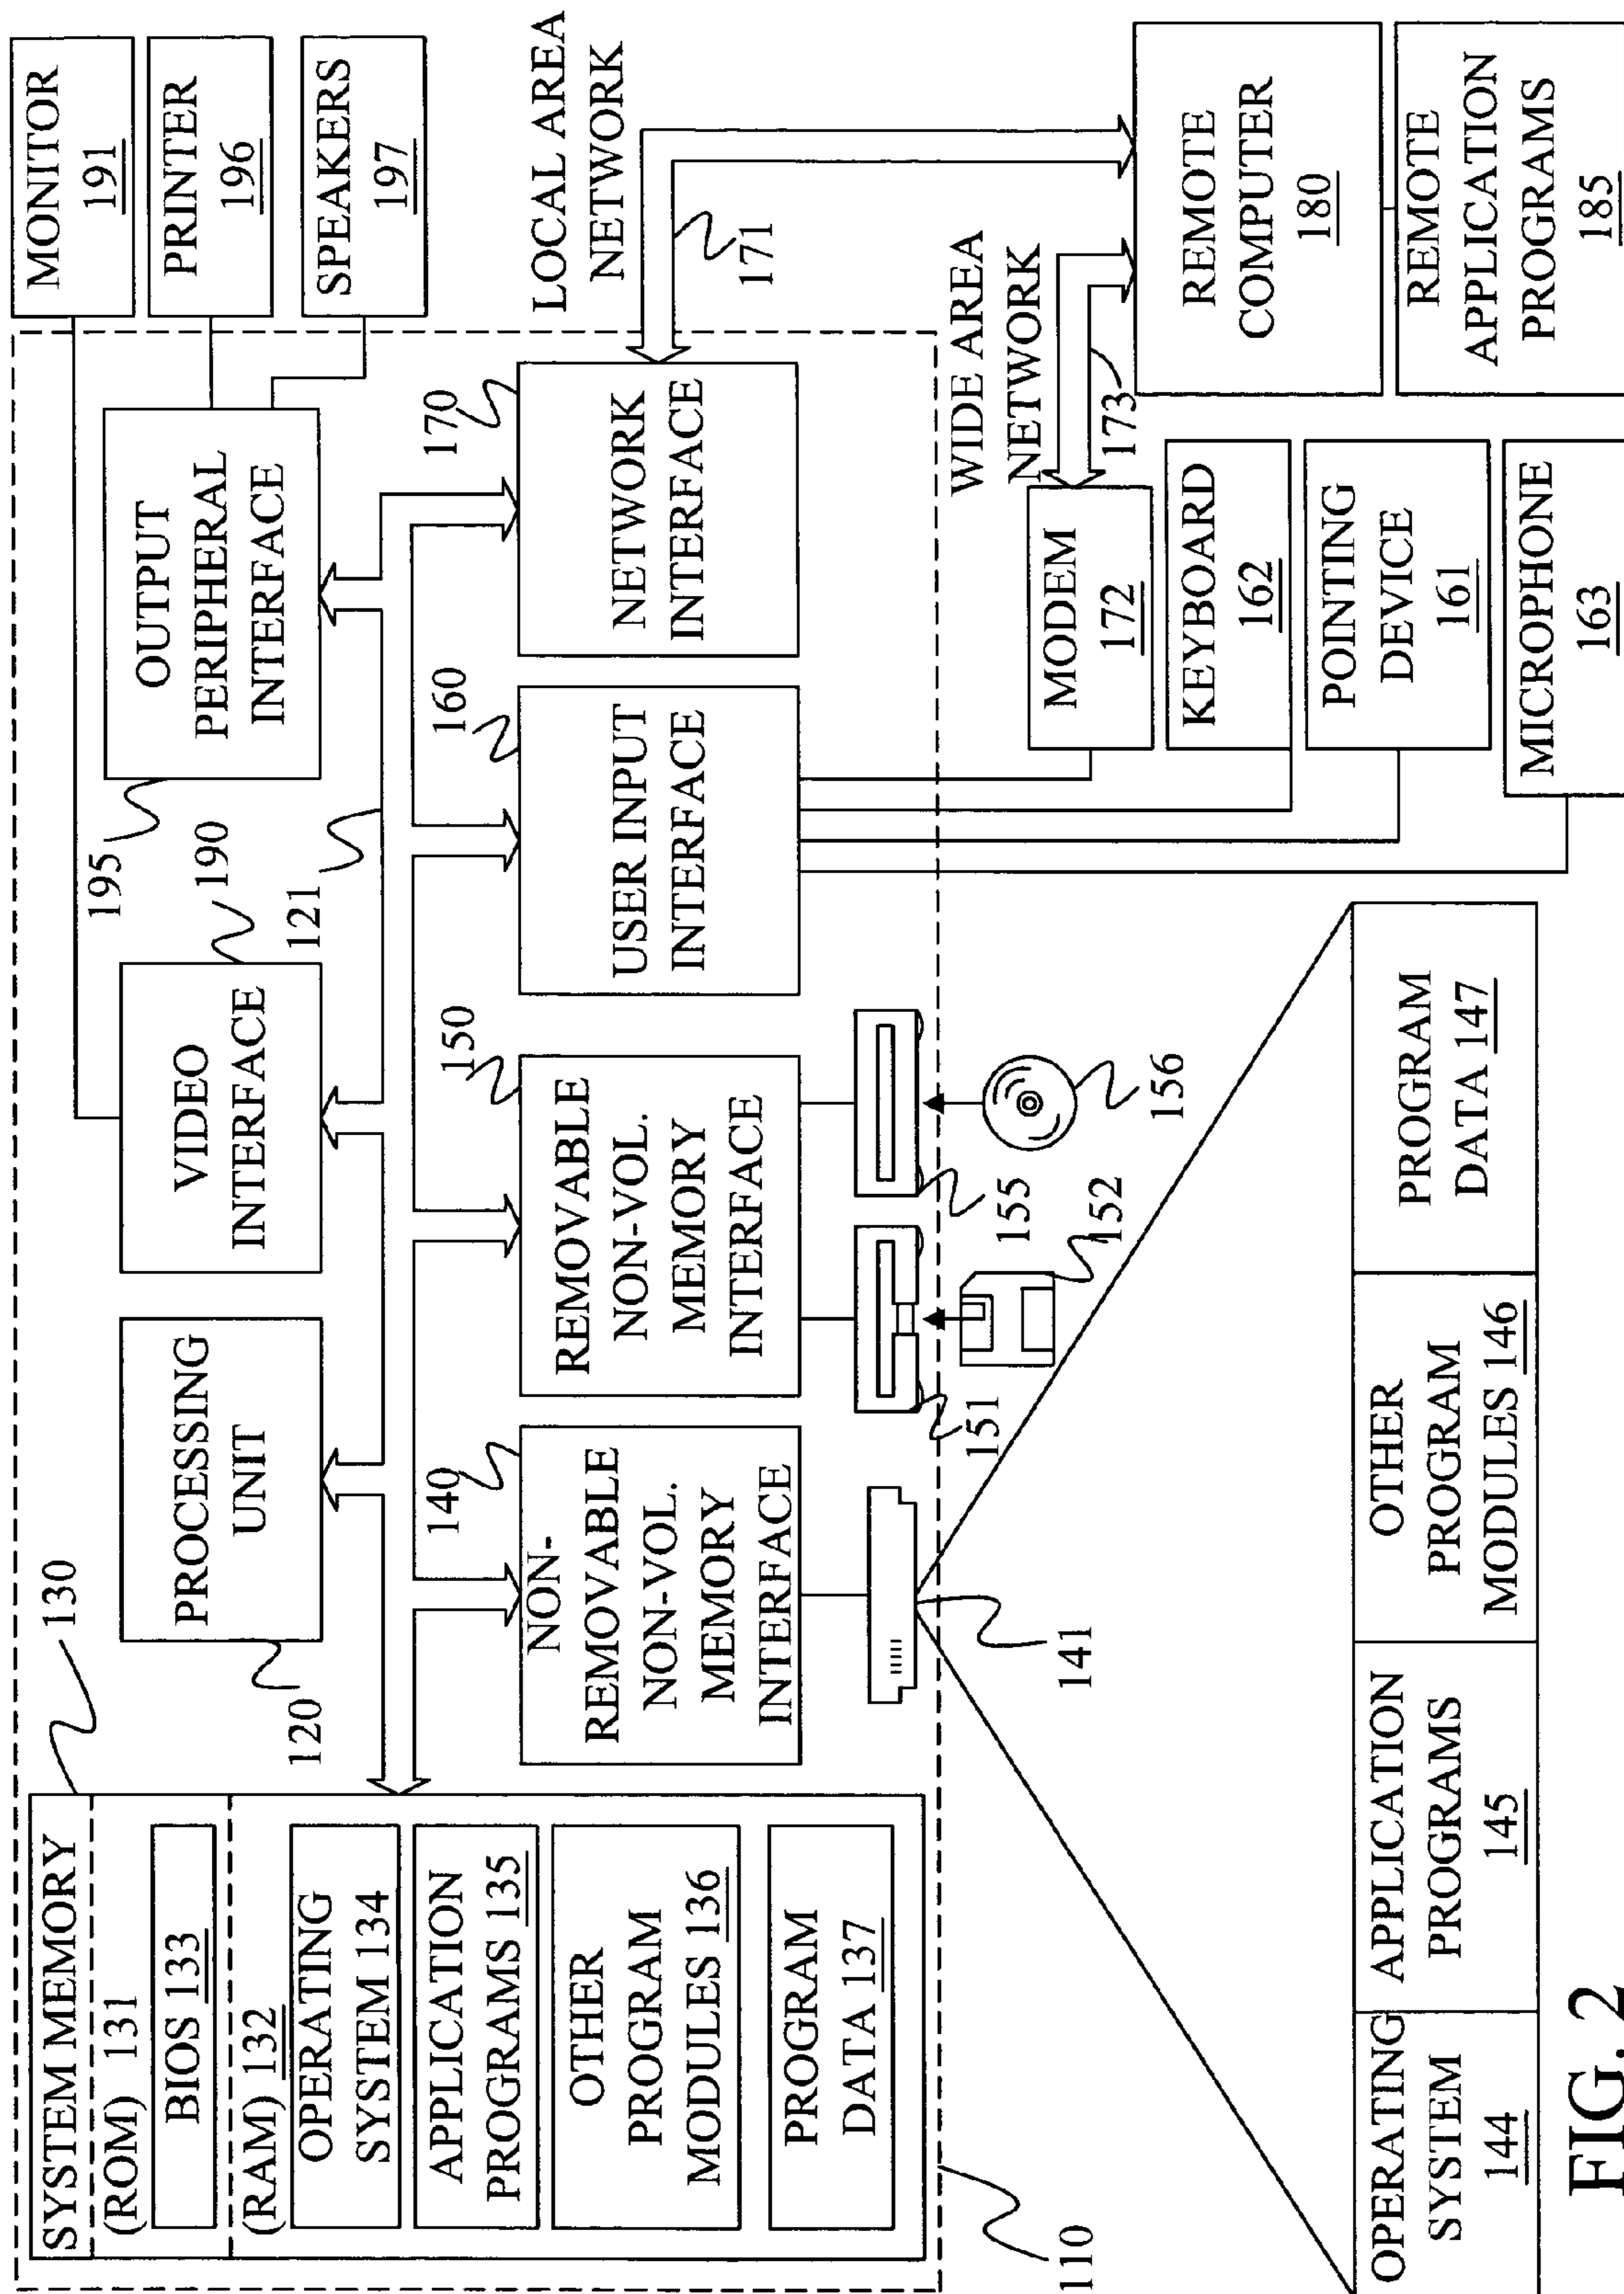 SYSTEM MEMORY
(ROM) 131
BIOS 133
(RAM) 132
OPERATING
SYSTEM 134
APPLICATION
PROGRAMS 135
OTHER
PROGRAM
MODULES 136
PROGRAM
DATA 137
130
120
PROCESSING
UNIT
VIDEO
INTERFACE
190
121
195
OUTPUT
PERIPHERAL
INTERFACE
MONITOR
191
PRINTER
196
SPEAKERS
197
140
NON-
REMOVABLE
NON-VOL.
MEMORY
INTERFACE
150
REMOVABLE
NON-VOL.
MEMORY
INTERFACE
160
USER INPUT
INTERFACE
170
NETWORK
INTERFACE
LOCAL AREA
NETWORK
171
110
141
151
155
152
156
WIDE AREA
NETWORK
173
MODEM
172
KEYBOARD
162
POINTING
DEVICE
161
MICROPHONE
163
REMOTE
COMPUTER
180
REMOTE
APPLICATION
PROGRAMS
185
OPERATING
SYSTEM
144
APPLICATION
PROGRAMS
145
OTHER
PROGRAM
MODULES 146
PROGRAM
DATA 147
FIG. 2